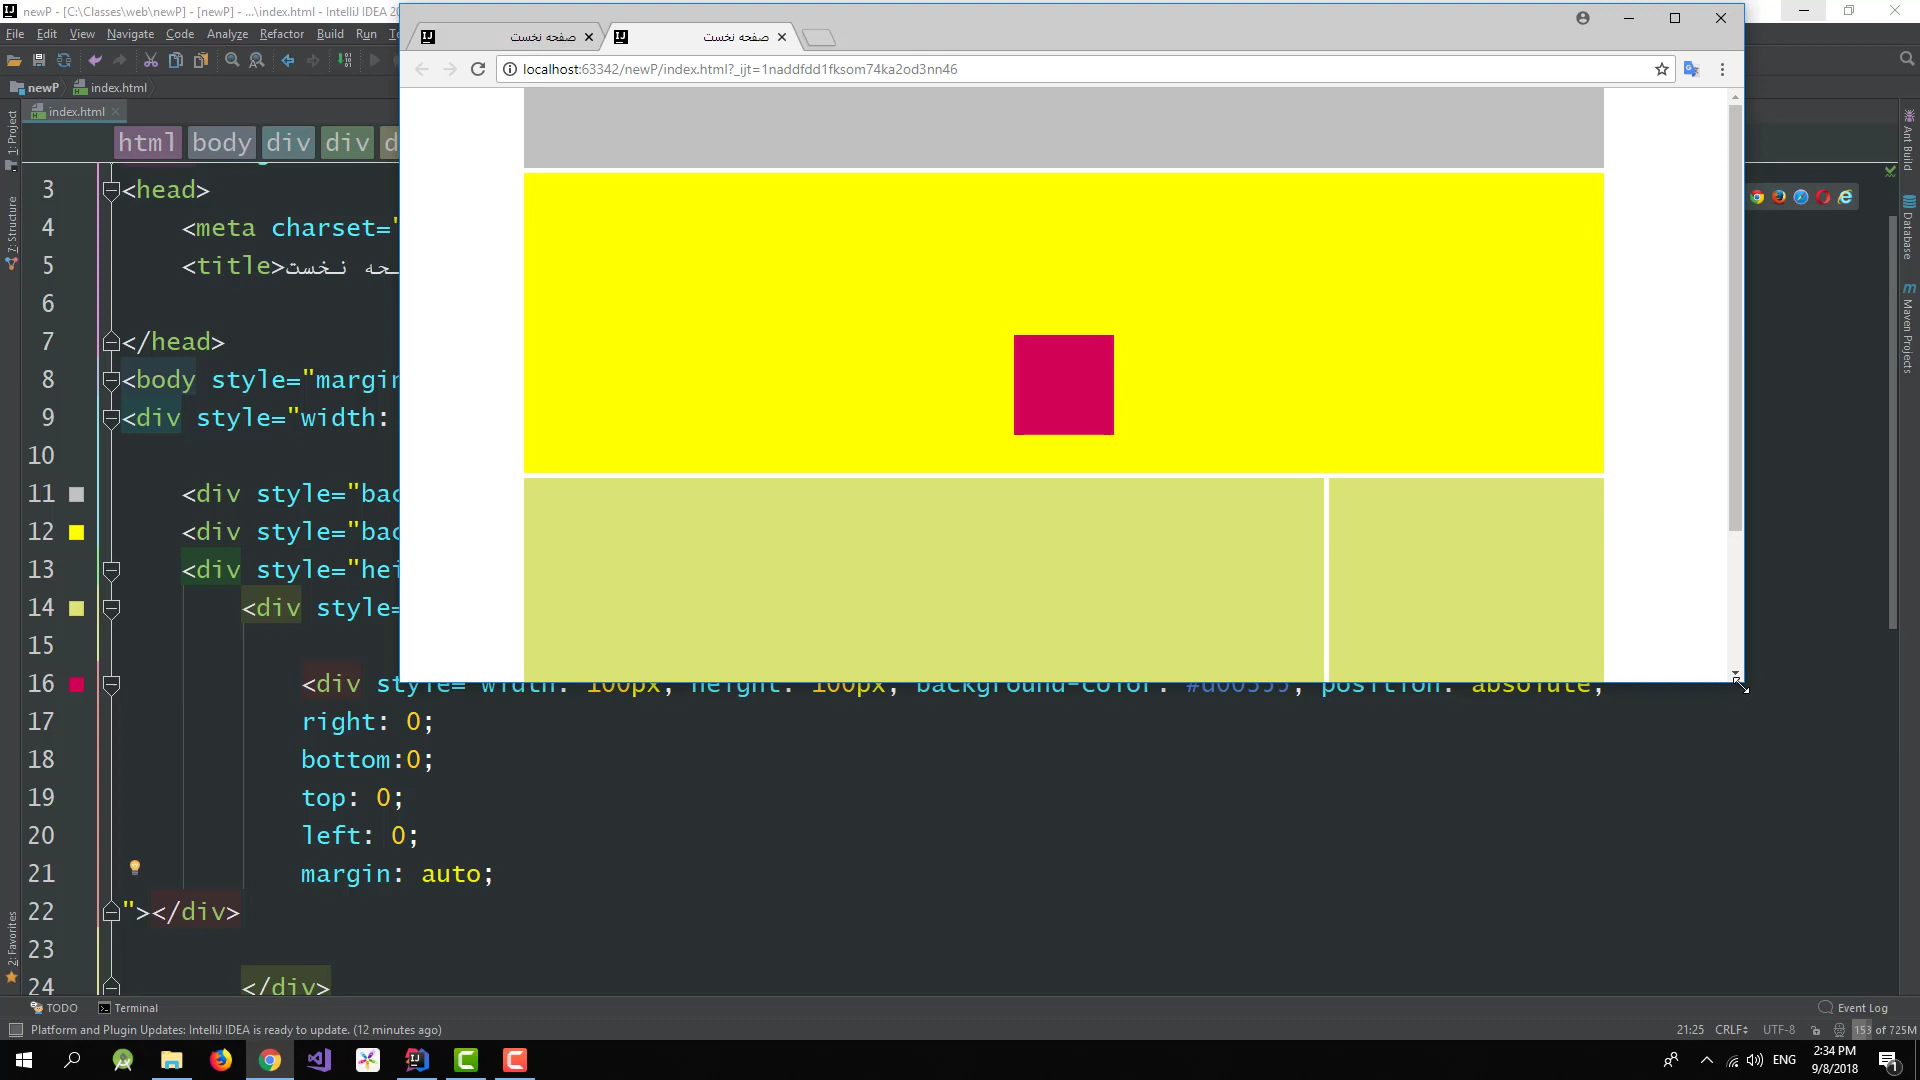 newP - [C:\Classes\web\newP] - [newP] - ...\index.html - IntelliJ IDEA 20
File Edit View Navigate Code Analyze Refactor Build Run
newP index.html
index.html
html body div div d
صفحه نخست
صفحه نخست
localhost:63342/newP/index.html?_ijt=1naddfdd1fksom74ka2od3nn46
1: Project
7: Structure
2: Favorites
Ant Build
Database
Maven Projects
3 <head>
4 <meta charset="
5 <title>حه نخست
6
7 </head>
8 <body style="margin
9 <div style="width:
10
11 <div style="bac
12 <div style="bac
13 <div style="hei
14 <div style=
15
16 <div style="width: 100px; height: 100px; background-color: #d00355; position: absolute;
17 right: 0;
18 bottom:0;
19 top: 0;
20 left: 0;
21 margin: auto;
22 "></div>
23
24 </div>
TODO Terminal Event Log
Platform and Plugin Updates: IntelliJ IDEA is ready to update. (12 minutes ago) 21:25 CRLF UTF-8 153 of 725M
ENG 2:34 PM
9/8/2018 1